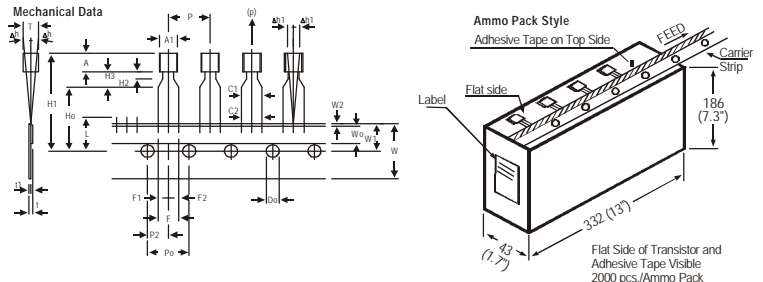 Mechanical Data
Ammo Pack Style
T
Δh
Δh
P
(p)
Δh1
Δh1
A1
A
H3
H2
H1
Ho
L
C1
C2
W2
Wo
W1
W
t1
t
F1
F2
F
Do
P2
Po
FEED
Adhesive Tape on Top Side
Carrier
Strip
Flat side
Label
186
(7.3")
332 (13")
43
(1.7")
Flat Side of Transistor and
Adhesive Tape Visible
2000 pcs./Ammo Pack